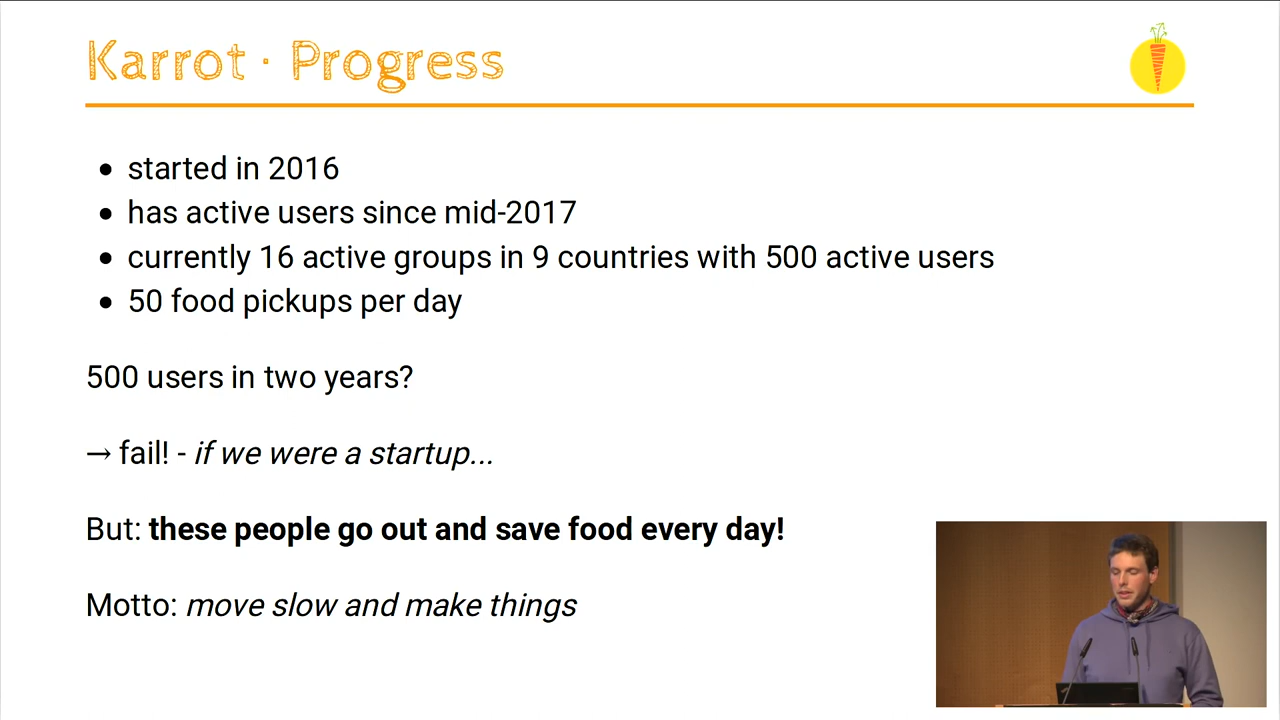 Karrot · Progress
• started in 2016
• has active users since mid-2017
• currently 16 active groups in 9 countries with 500 active users
• 50 food pickups per day
500 users in two years?
→ fail! - if we were a startup...
But: these people go out and save food every day!
Motto: move slow and make things